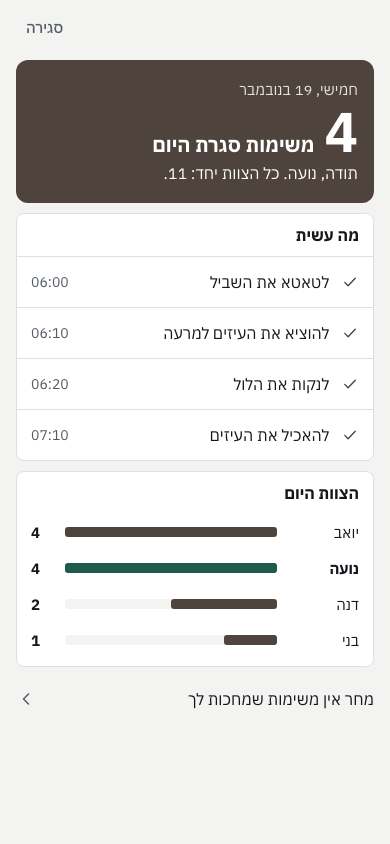 סגירה
חמישי, 19 בנובמבר
4 משימות סגרת היום
תודה, נועה. כל הצוות יחד: 11.
מה עשית
לטאטא את השביל 06:00
להוציא את העיזים למרעה 06:10
לנקות את הלול 06:20
להאכיל את העיזים 07:10
הצוות היום
יואב 4
נועה 4
דנה 2
בני 1
מחר אין משימות שמחכות לך